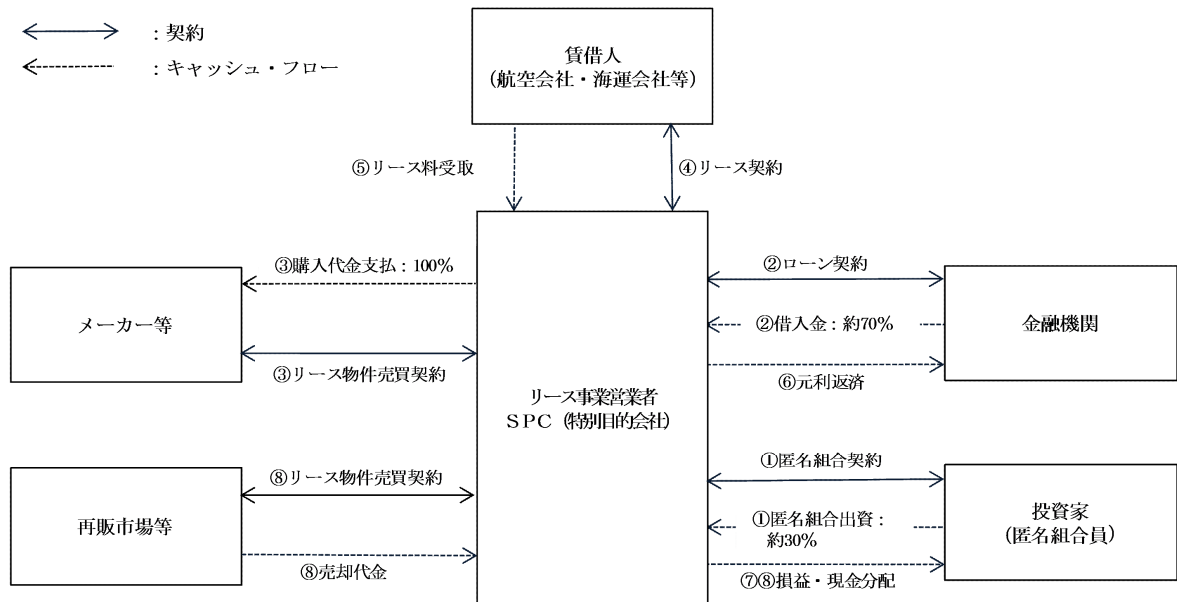 ：契約
：キャッシュ・フロー
賃借人
（航空会社・海運会社等）
⑤リース料受取
④リース契約
③購入代金支払：100％
メーカー等
③リース物件売買契約
②ローン契約
②借入金：約70％
金融機関
⑥元利返済
リース事業営業者
ＳＰＣ（特別目的会社）
⑧リース物件売買契約
再販市場等
⑧売却代金
①匿名組合契約
①匿名組合出資：
約30％
投資家
（匿名組合員）
⑦⑧損益・現金分配